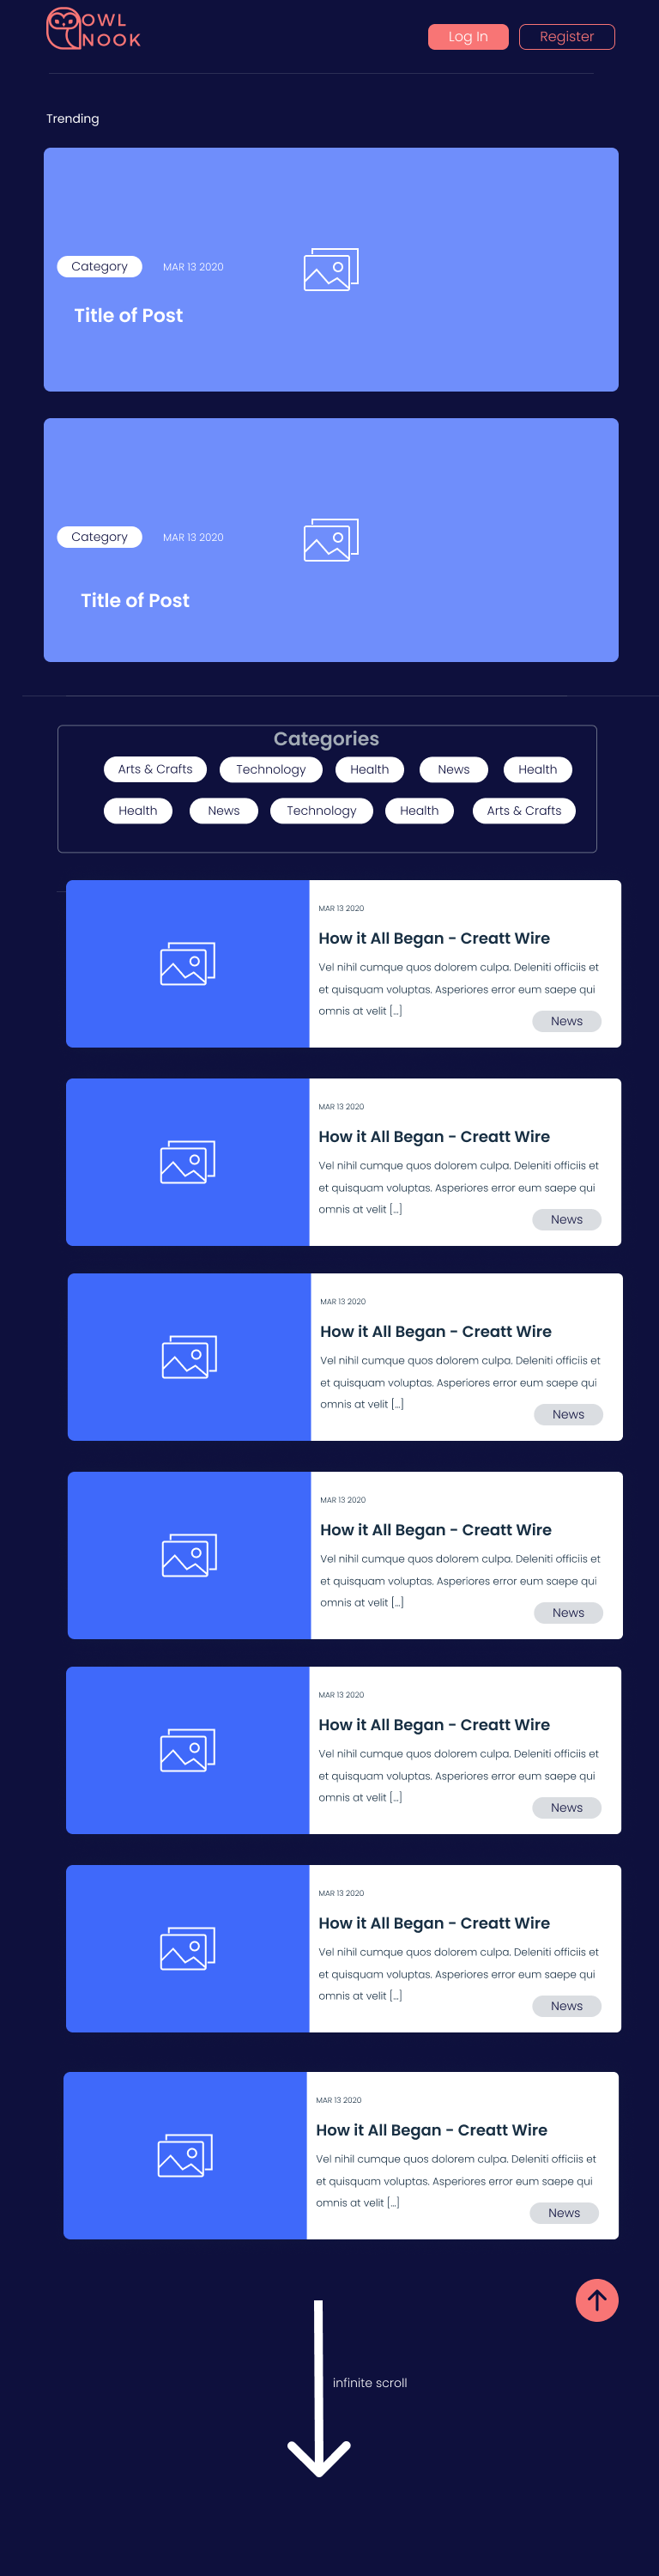 OWL
NOOK
Log In
Register
Trending
Category
MAR 13 2020
Title of Post
Category
MAR 13 2020
Title of Post
Categories
Arts & Crafts
Technology
Health
News
Health
Health
News
Technology
Health
Arts & Crafts
MAR 13 2020
How it All Began - Creatt Wire
Vel nihil cumque quos dolorem culpa. Deleniti officiis et
et quisquam voluptas. Asperiores error eum saepe qui
omnis at velit [...]
News
MAR 13 2020
How it All Began - Creatt Wire
Vel nihil cumque quos dolorem culpa. Deleniti officiis et
et quisquam voluptas. Asperiores error eum saepe qui
omnis at velit [...]
News
MAR 13 2020
How it All Began - Creatt Wire
Vel nihil cumque quos dolorem culpa. Deleniti officiis et
et quisquam voluptas. Asperiores error eum saepe qui
omnis at velit [...]
News
MAR 13 2020
How it All Began - Creatt Wire
Vel nihil cumque quos dolorem culpa. Deleniti officiis et
et quisquam voluptas. Asperiores error eum saepe qui
omnis at velit [...]
News
MAR 13 2020
How it All Began - Creatt Wire
Vel nihil cumque quos dolorem culpa. Deleniti officiis et
et quisquam voluptas. Asperiores error eum saepe qui
omnis at velit [...]
News
MAR 13 2020
How it All Began - Creatt Wire
Vel nihil cumque quos dolorem culpa. Deleniti officiis et
et quisquam voluptas. Asperiores error eum saepe qui
omnis at velit [...]
News
MAR 13 2020
How it All Began - Creatt Wire
Vel nihil cumque quos dolorem culpa. Deleniti officiis et
et quisquam voluptas. Asperiores error eum saepe qui
omnis at velit [...]
News
infinite scroll